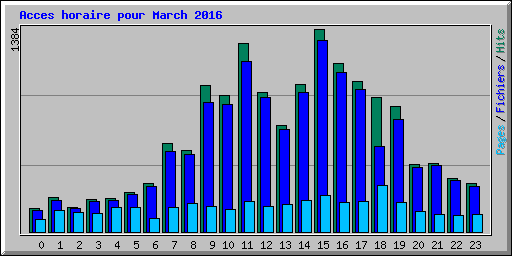 Acces horaire pour March 2016
1384
Pages / Fichiers / Hits
0 1 2 3 4 5 6 7 8 9 10 11 12 13 14 15 16 17 18 19 20 21 22 23